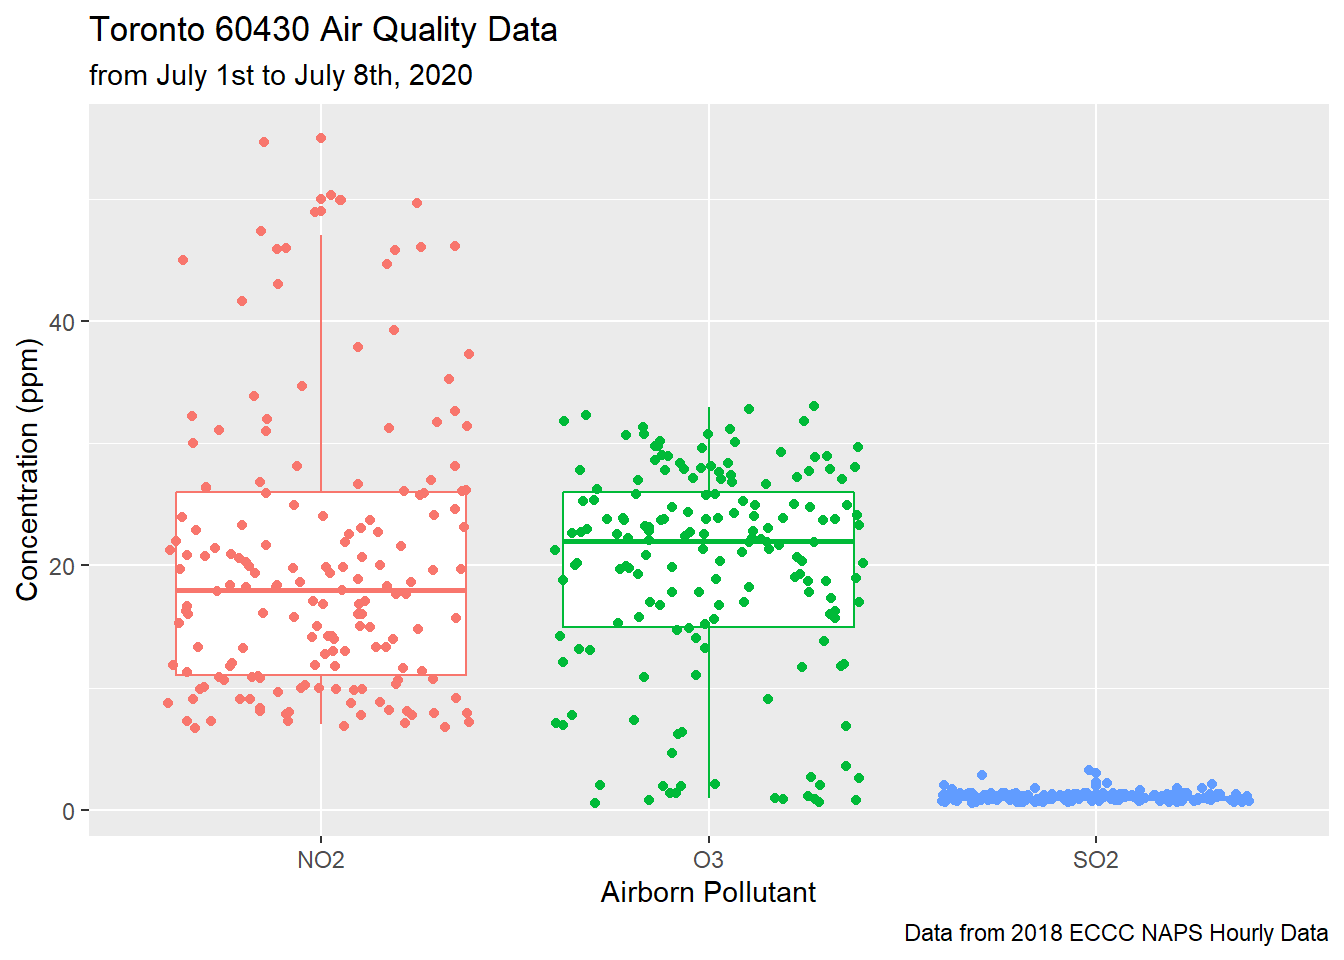 Toronto 60430 Air Quality Data
from July 1st to July 8th, 2020
Concentration (ppm)
40
20
0
NO2 O3 SO2
Airborn Pollutant
Data from 2018 ECCC NAPS Hourly Data